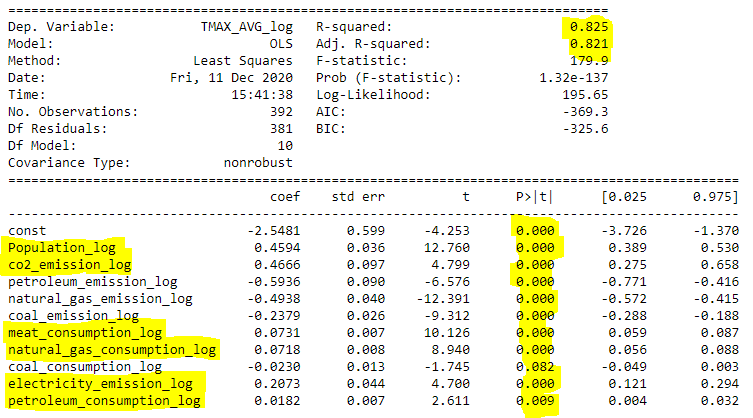 ==============================================================================
Dep. Variable: TMAX_AVG_log R-squared: 0.825
Model: OLS Adj. R-squared: 0.821
Method: Least Squares F-statistic: 179.9
Date: Fri, 11 Dec 2020 Prob (F-statistic): 1.32e-137
Time: 15:41:38 Log-Likelihood: 195.65
No. Observations: 392 AIC: -369.3
Df Residuals: 381 BIC: -325.6
Df Model: 10
Covariance Type: nonrobust
==============================================================================
coef std err t P>|t| [0.025 0.975]
------------------------------------------------------------------------------
const -2.5481 0.599 -4.253 0.000 -3.726 -1.370
Population_log 0.4594 0.036 12.760 0.000 0.389 0.530
co2_emission_log 0.4666 0.097 4.799 0.000 0.275 0.658
petroleum_emission_log -0.5936 0.090 -6.576 0.000 -0.771 -0.416
natural_gas_emission_log -0.4938 0.040 -12.391 0.000 -0.572 -0.415
coal_emission_log -0.2379 0.026 -9.312 0.000 -0.288 -0.188
meat_consumption_log 0.0731 0.007 10.126 0.000 0.059 0.087
natural_gas_consumption_log 0.0718 0.008 8.940 0.000 0.056 0.088
coal_consumption_log -0.0230 0.013 -1.745 0.082 -0.049 0.003
electricity_emission_log 0.2073 0.044 4.700 0.000 0.121 0.294
petroleum_consumption_log 0.0182 0.007 2.611 0.009 0.004 0.032